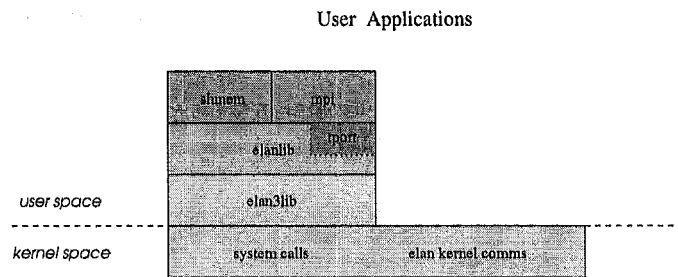 User Applications
shmem mpi
tport
elanlib
user space elan3lib
kernel space system calls elan kernel comms